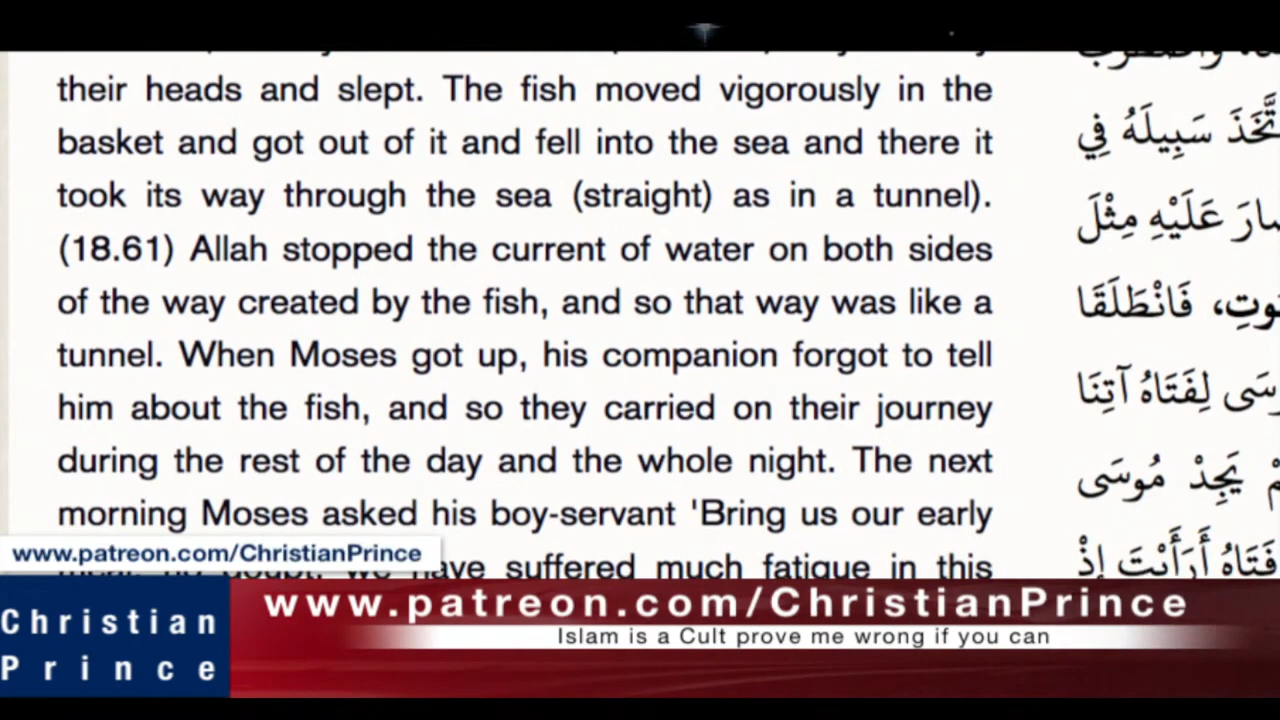 their heads and slept. The fish moved vigorously in the
basket and got out of it and fell into the sea and there it
took its way through the sea (straight) as in a tunnel).
(18.61) Allah stopped the current of water on both sides
of the way created by the fish, and so that way was like a
tunnel. When Moses got up, his companion forgot to tell
him about the fish, and so they carried on their journey
during the rest of the day and the whole night. The next
morning Moses asked his boy-servant 'Bring us our early
have suffered much fatigue in this
تَّخَذَ سَبِيلَهُ فِي
عَلَيْهِ مِثْلَ
فَانْطَلَقَا
لِفَتَاهُ آتِنَا
يَجِدْ مُوسَى
أَرَأَيْتَ إِذْ
www.patreon.com/ChristianPrince
www.patreon.com/ChristianPrince
Islam is a Cult prove me wrong if you can
Christian
Prince